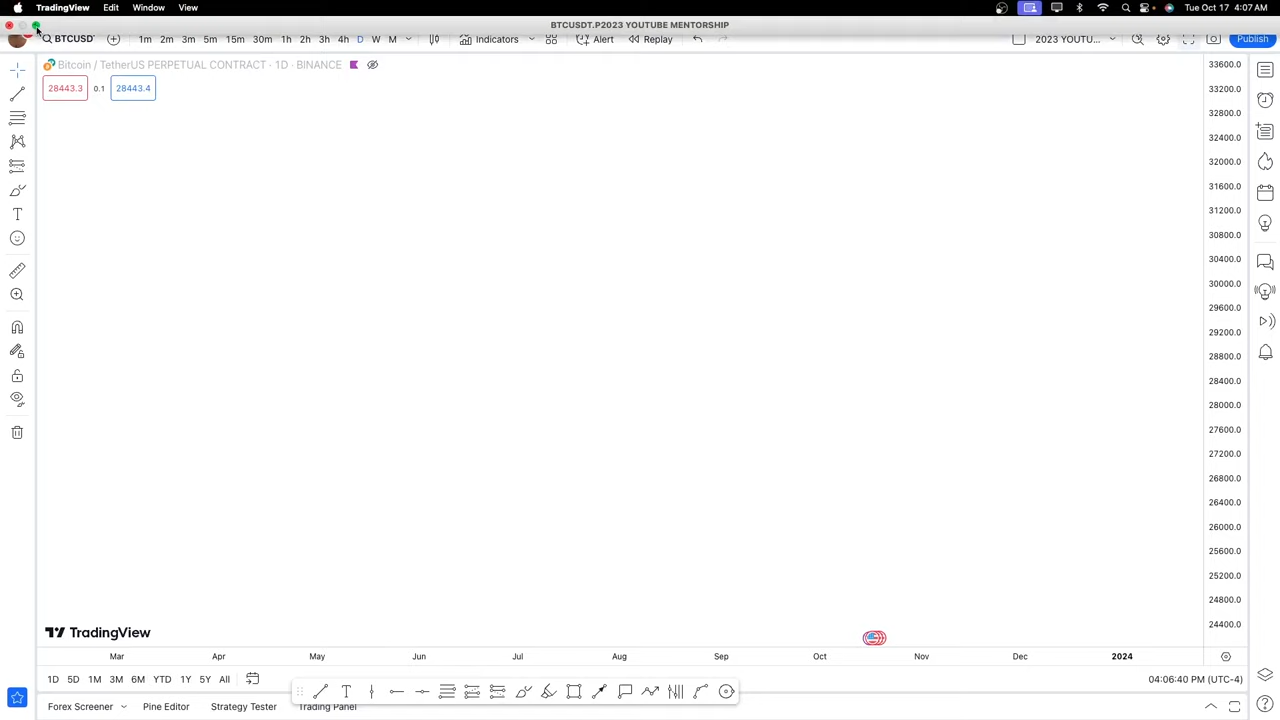 TradingView Edit Window View Tue Oct 17 4:07 AM
BTCUSDT.P2023 YOUTUBE MENTORSHIP
BTCUSD 1m 2m 3m 5m 15m 30m 1h 2h 3h 4h D W M Indicators Alert Replay 2023 YOUTU... Publish
Bitcoin / TetherUS PERPETUAL CONTRACT · 1D · BINANCE
28443.3 0.1 28443.4
33600.0
33200.0
32800.0
32400.0
32000.0
31600.0
31200.0
30800.0
30400.0
30000.0
29600.0
29200.0
28800.0
28400.0
28000.0
27600.0
27200.0
26800.0
26400.0
26000.0
25600.0
25200.0
24800.0
24400.0
TradingView
Mar Apr May Jun Jul Aug Sep Oct Nov Dec 2024
1D 5D 1M 3M 6M YTD 1Y 5Y All 04:06:40 PM (UTC-4)
Forex Screener Pine Editor Strategy Tester Trading Panel